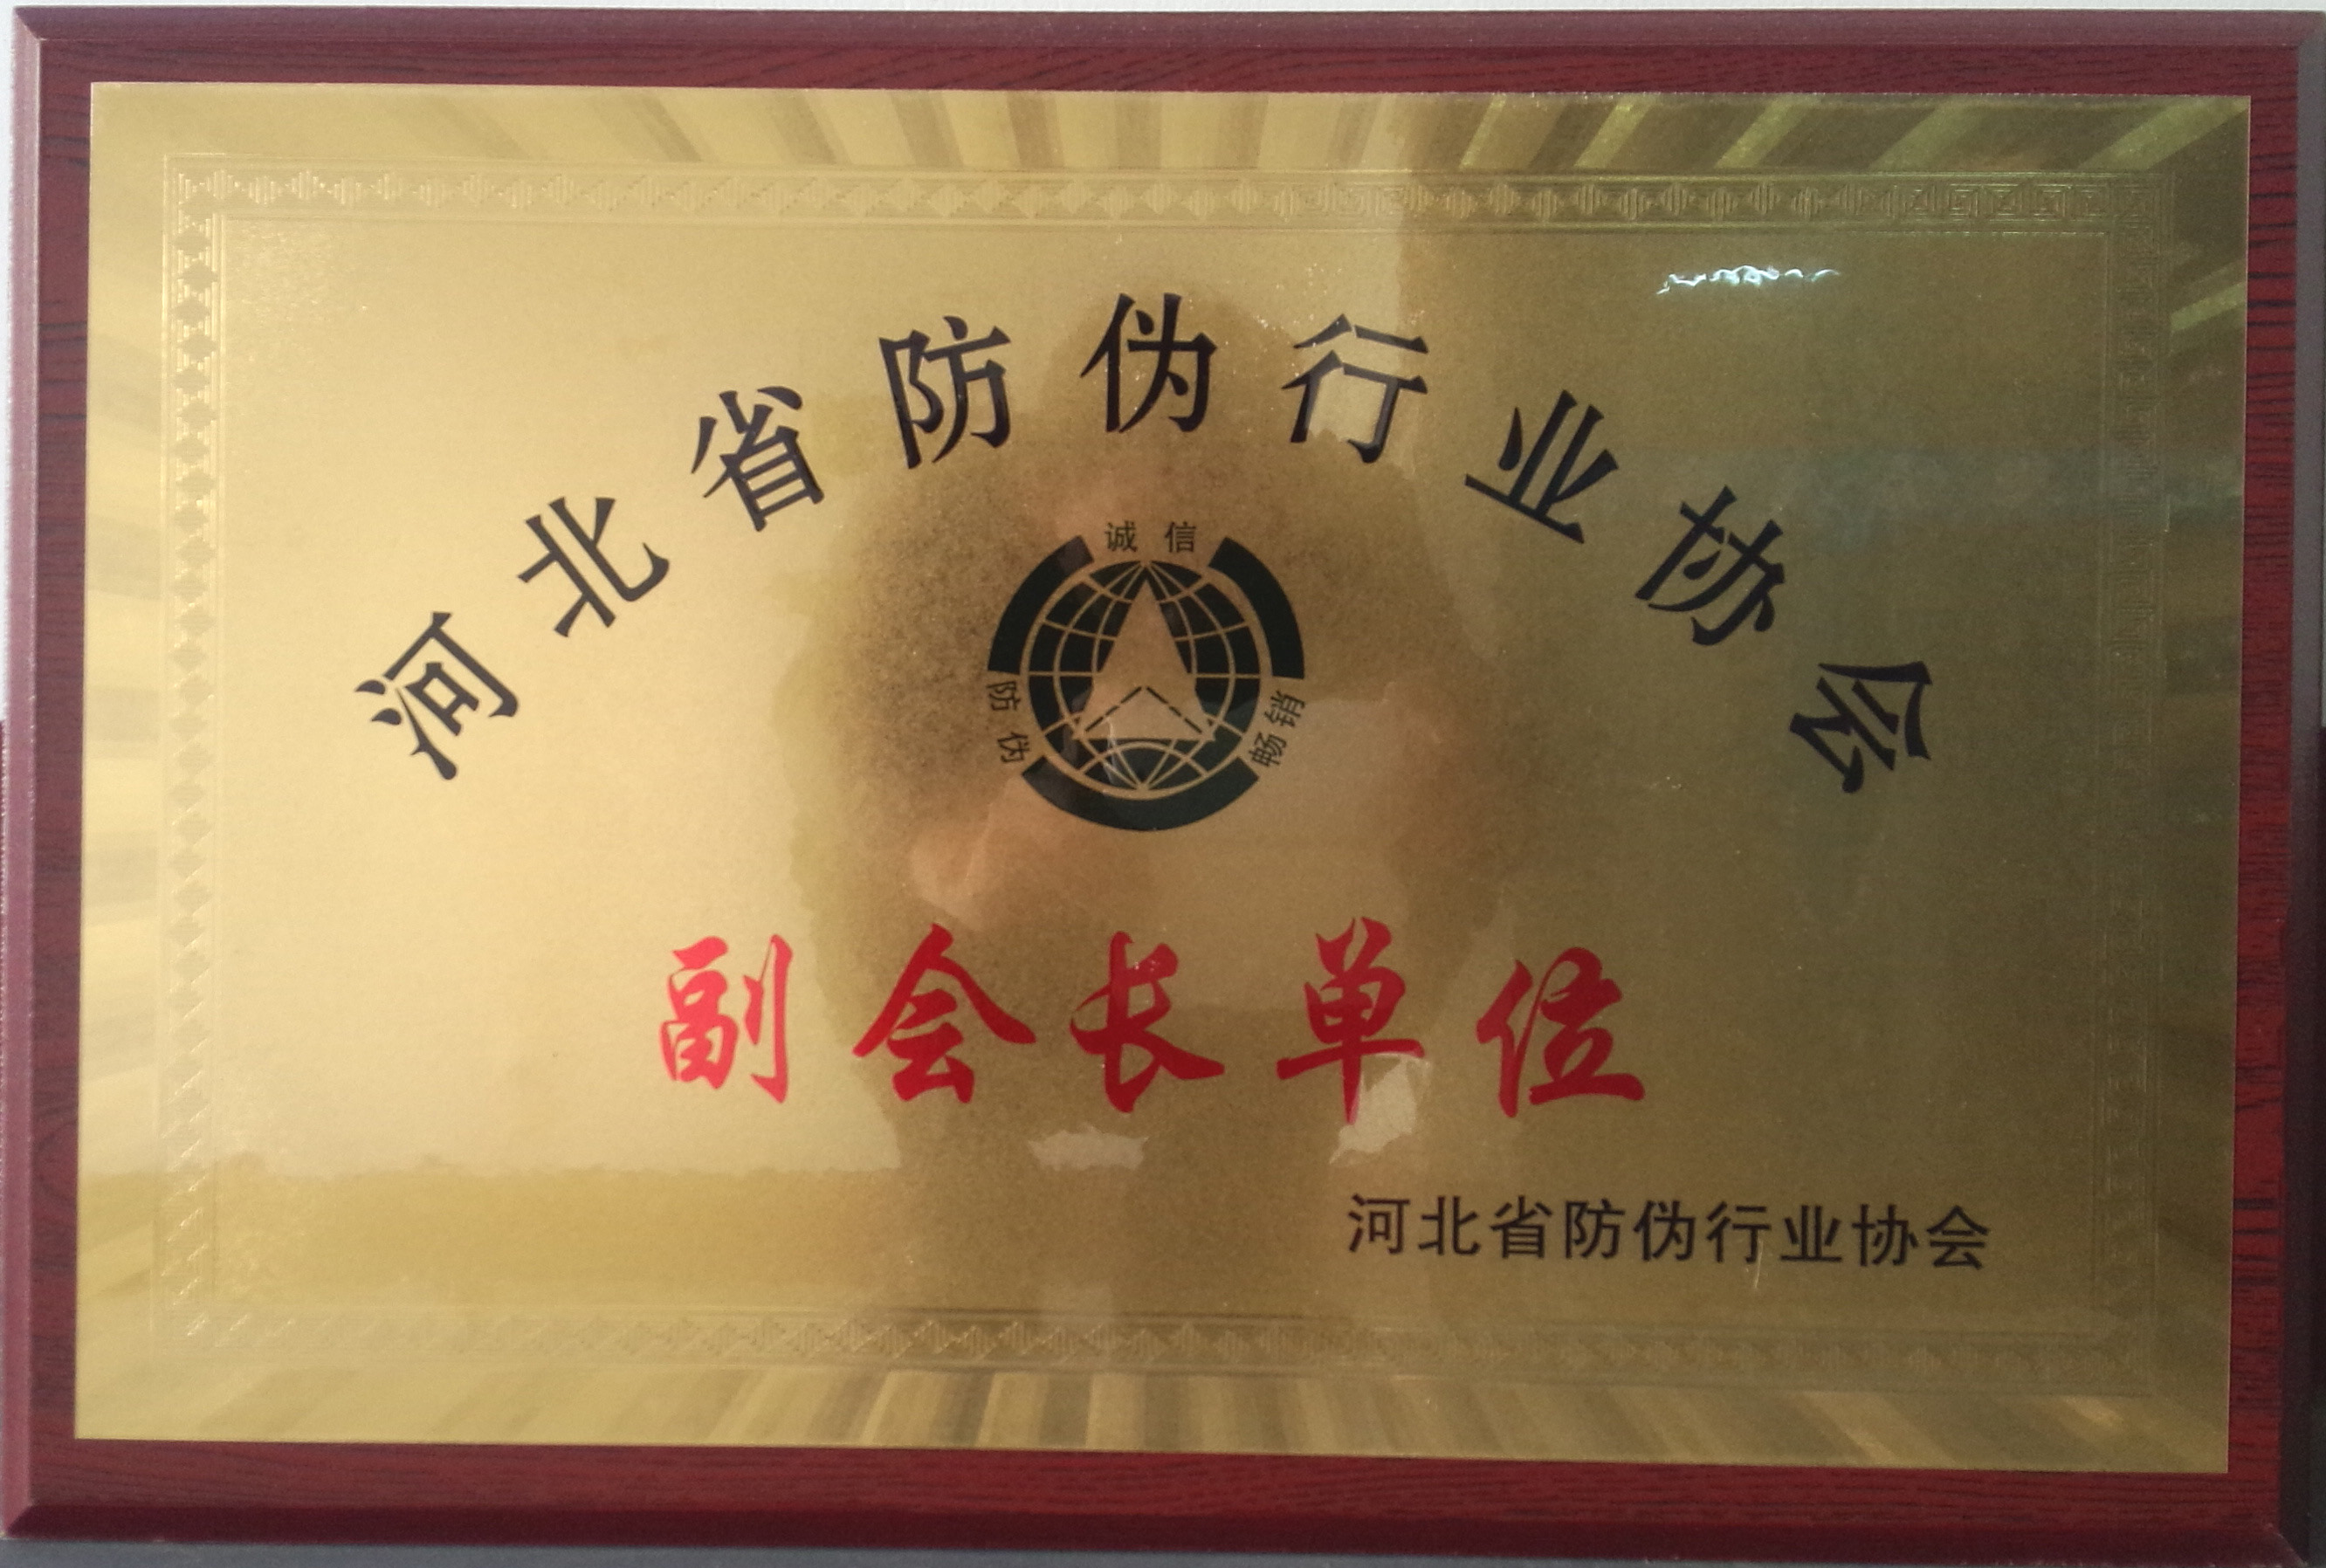 河北省防伪行业协会
诚信
防伪
畅销
副会长单位
河北省防伪行业协会